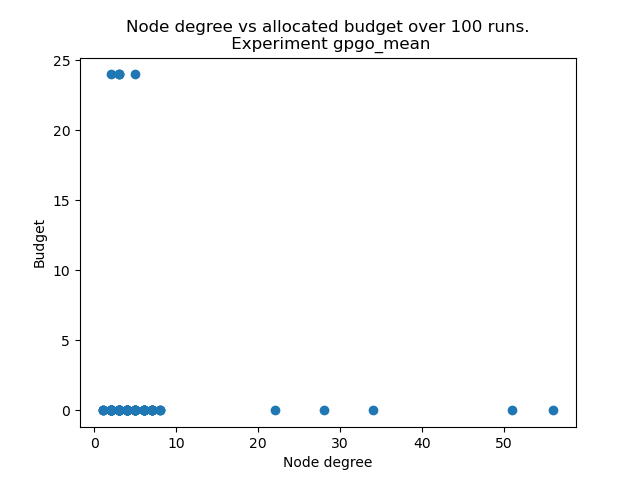 Node degree vs allocated budget over 100 runs.
Experiment gpgo_mean
25
20
15
10
5
0
Budget
0 10 20 30 40 50
Node degree